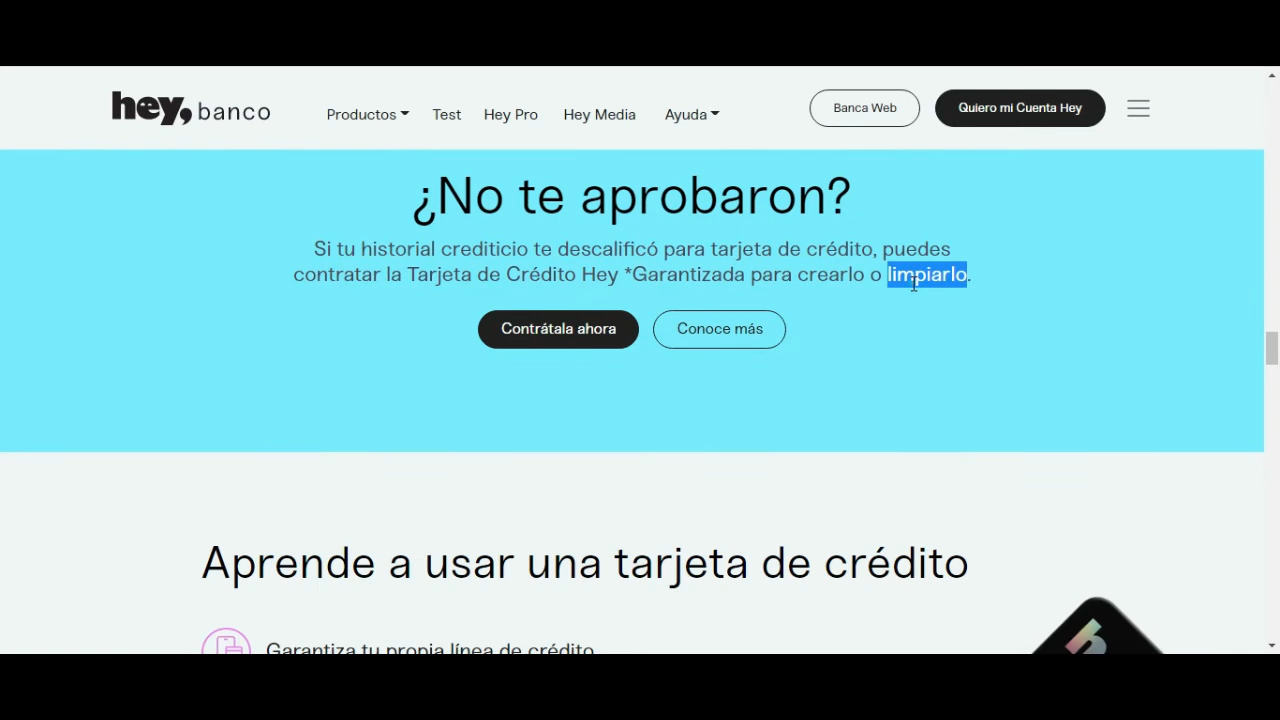 hey, banco
Productos
Test
Hey Pro
Hey Media
Ayuda
Banca Web
Quiero mi Cuenta Hey
¿No te aprobaron?
Si tu historial crediticio te descalificó para tarjeta de crédito, puedes
contratar la Tarjeta de Crédito Hey *Garantizada para crearlo o limpiarlo.
Contrátala ahora
Conoce más
Aprende a usar una tarjeta de crédito
Garantiza tu propia línea de crédito
h